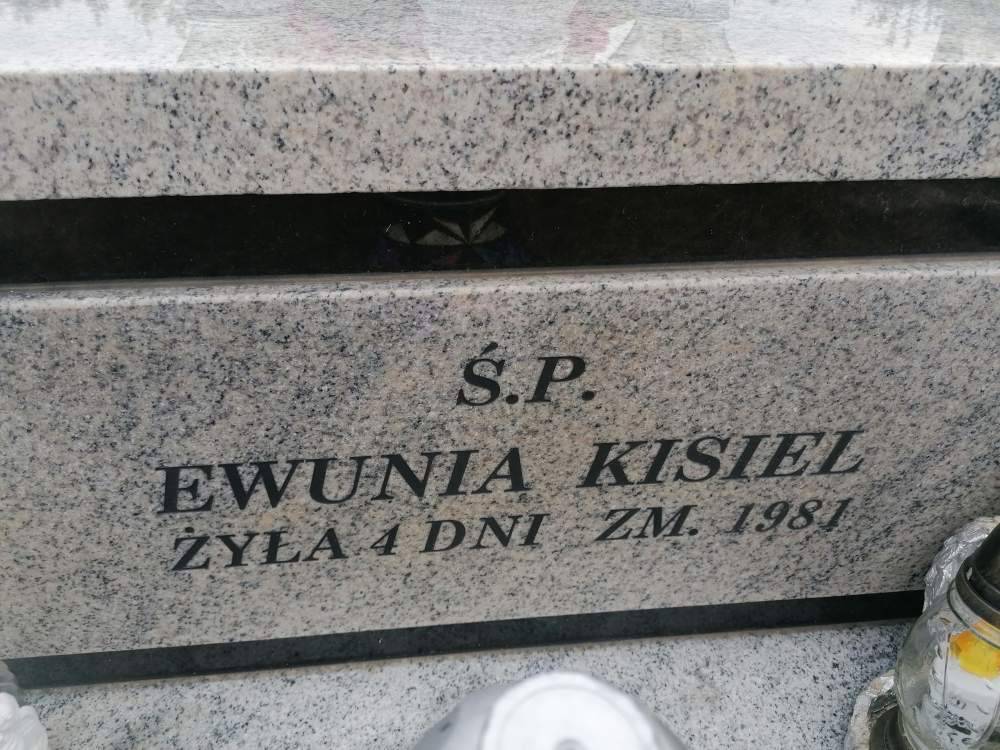 Ś.P.
EWUNIA KISIEL
ŻYŁA 4 DNI ZM. 1981